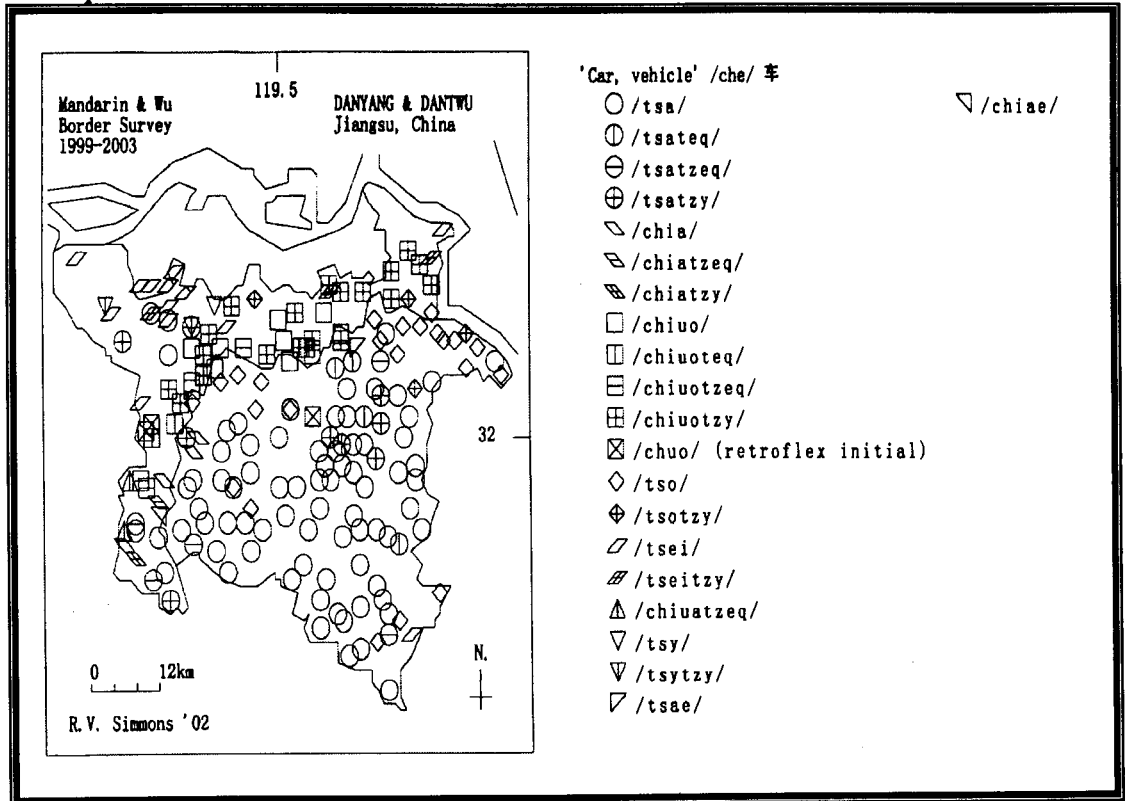 119.5
Mandarin & Wu
Border Survey
1999-2003
DANYANG & DANTWU
Jiangsu, China
32
0 12km
N.
R.V. Simmons '02
'Car, vehicle' /che/ 车
/tsa/
/tsateq/
/tsatzeq/
/tsatzy/
/chia/
/chiatzeq/
/chiatzy/
/chiuo/
/chiuoteq/
/chiuotzeq/
/chiuotzy/
/chuo/ (retroflex initial)
/tso/
/tsotzy/
/tsei/
/tseitzy/
/chiuatzeq/
/tsy/
/tsytzy/
/tsae/
/chiae/